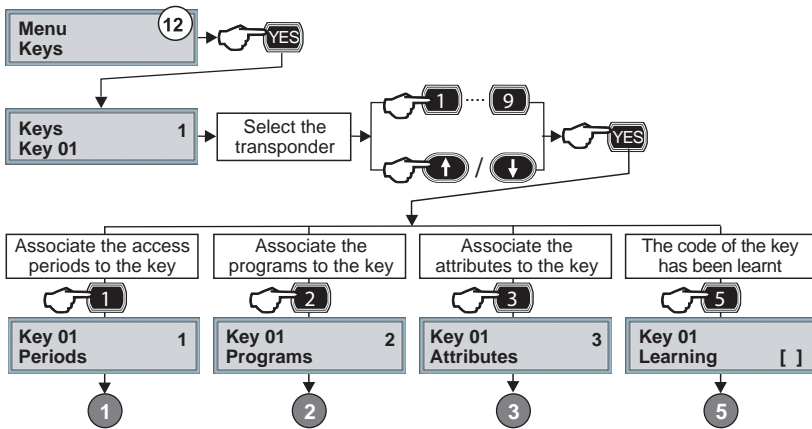 Menu 12
Keys
YES
Keys 1
Key 01
Select the
transponder
1 .... 9
/
YES
Associate the access
periods to the key
Associate the
programs to the key
Associate the
attributes to the key
The code of the key
has been learnt
1
2
3
5
Key 01 1
Periods
Key 01 2
Programs
Key 01 3
Attributes
Key 01
Learning [ ]
1
2
3
5